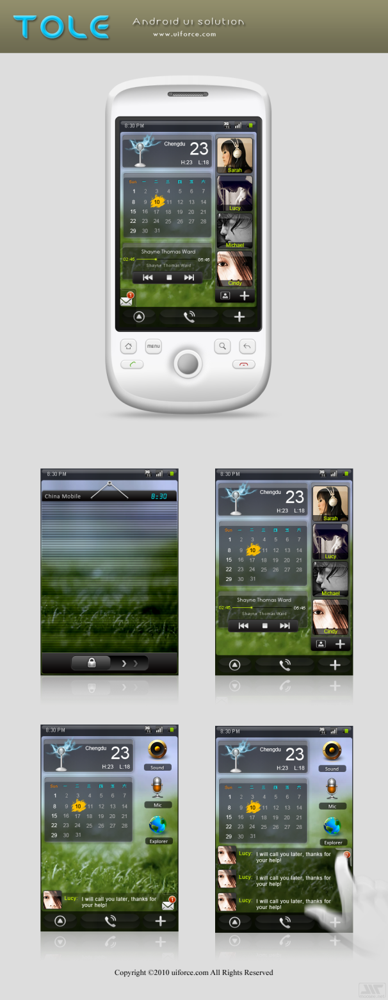 TOLE
Android UI solution
www.uiforce.com
8:30 PM
3G
Chengdu
23
H:23 L:18
Sun 一 二 三 四 五 六
1 2 3 4 5 6 7
8 9 10 11 12 13 14
15 16 17 18 19 20 21
22 23 24 25 26 27 28
29 30 31
Shayne Thomas Ward
02:45 05:45
Shayne Thomas Ward
1
Sarah
Lucy
Michael
Cindy
MENU
8:30 PM
3G
China Mobile
8:30
8:30 PM
3G
Chengdu
23
H:23 L:18
Sun 一 二 三 四 五 六
1 2 3 4 5 6 7
8 9 10 11 12 13 14
15 16 17 18 19 20 21
22 23 24 25 26 27 28
29 30 31
Shayne Thomas Ward
02:45 05:45
Shayne Thomas Ward
Sarah
Lucy
Michael
Cindy
8:30 PM
3G
Chengdu
23
H:23 L:18
Sun 一 二 三 四 五 六
1 2 3 4 5 6 7
8 9 10 11 12 13 14
15 16 17 18 19 20 21
22 23 24 25 26 27 28
29 30 31
Sound
Mic
Explorer
Lucy: I will call you later, thanks for
your help!
1
8:30 PM
3G
Chengdu
23
H:23 L:18
Sun 一 二 三 四 五 六
1 2 3 4 5 6 7
8 9 10 11 12 13 14
15 16 17 18 19 20 21
22 23 24 25 26 27 28
29 30 31
Sound
Mic
Explorer
Lucy: I will call you later, thanks for
your help!
Lucy: I will call you later, thanks for
your help!
Lucy: I will call you later, thanks for
your help!
Copyright ©2010 uiforce.com All Rights Reserved